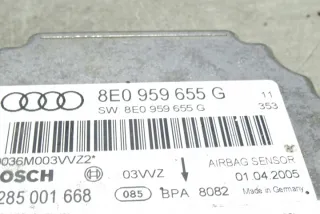 8E0 959 655 G 11
SW 8E0 959 655 G 353
0036M003VVZ2*
BOSCH 03VVZ AIRBAG SENSOR
01.04.2005
285 001 668 085 BPA 8082 Made in Germany